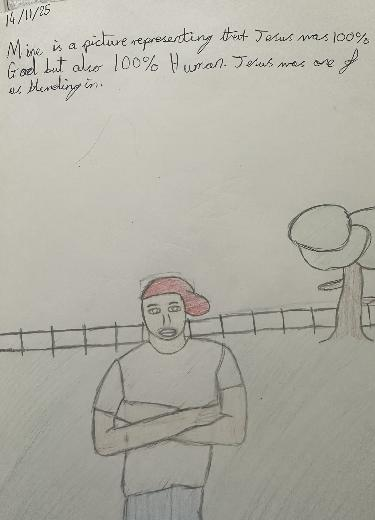 14/11/25
Mine is a picture representing that Jesus was 100%
God but also 100% Human. Jesus was one of
us blending in.